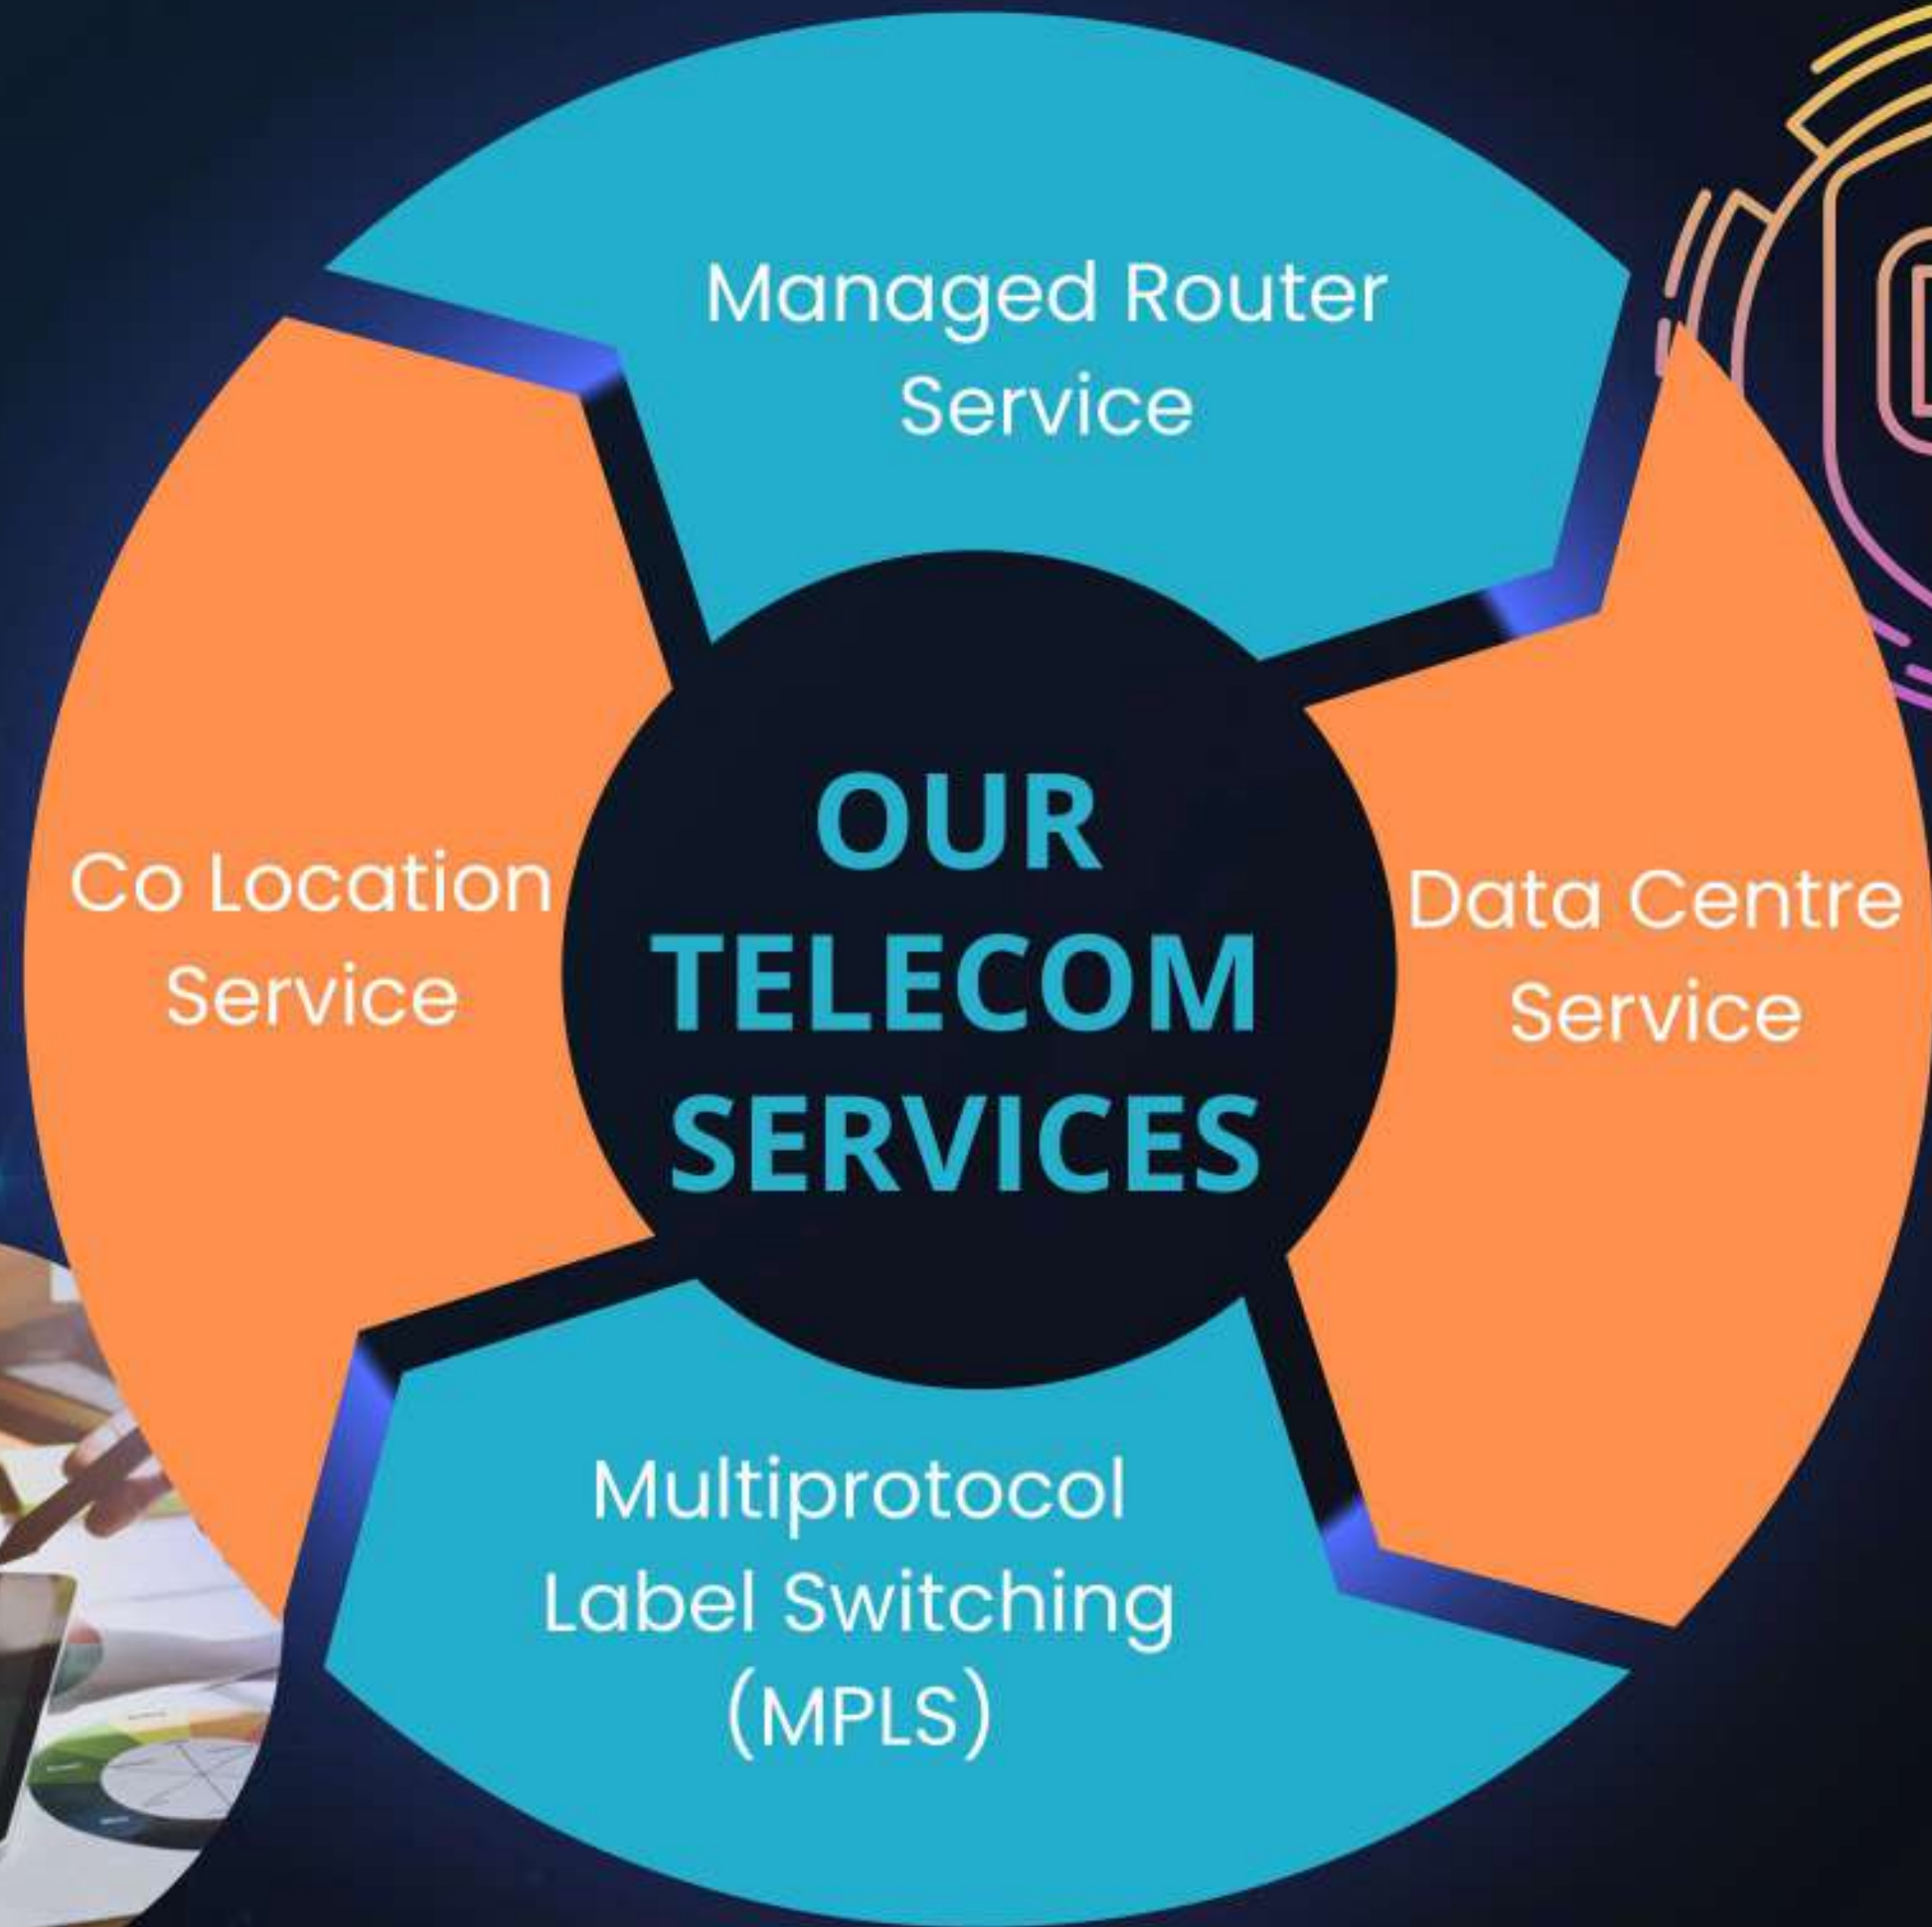 Managed Router
Service
Co Location
Service
OUR
TELECOM
SERVICES
Data Centre
Service
Multiprotocol
Label Switching
(MPLS)